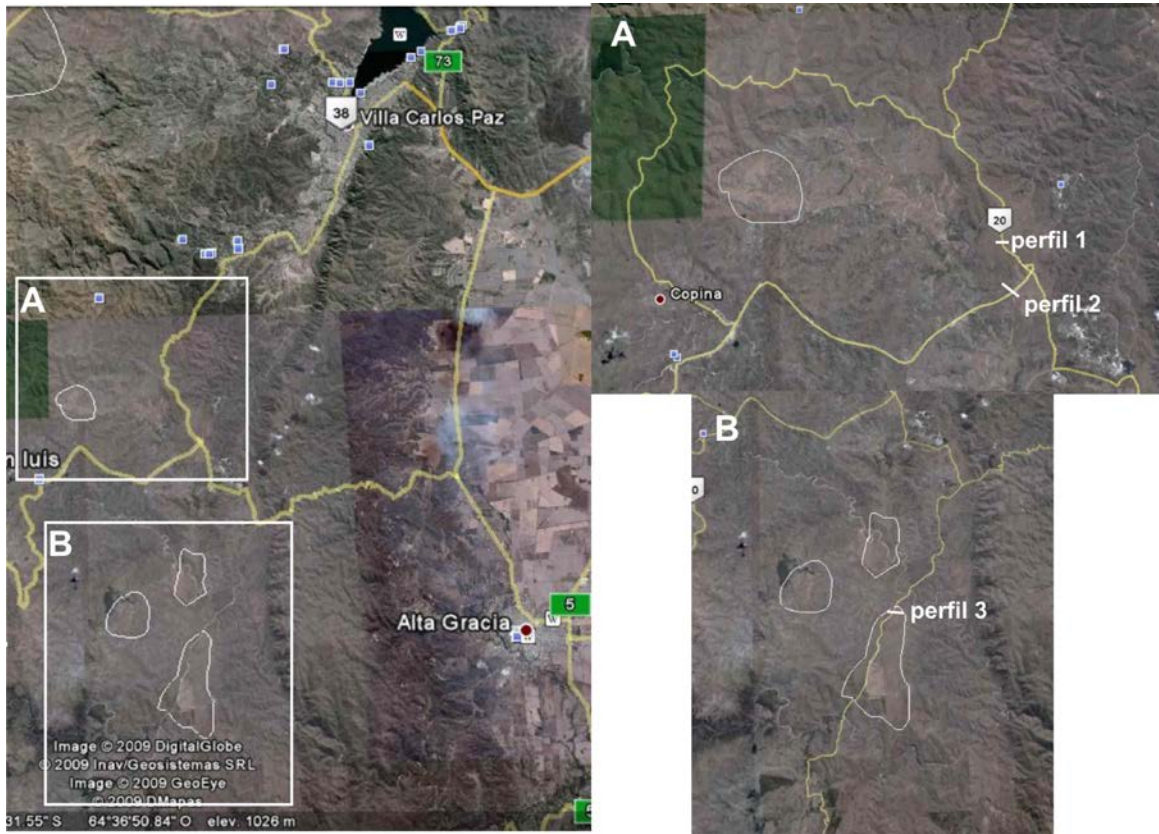 W
73
38
Villa Carlos Paz
A
n luis
B
Alta Gracia
W
5
Image © 2009 DigitalGlobe
© 2009 Inav/Geosistemas SRL
Image © 2009 GeoEye
© 2009 DMapas
31.55" S 64°36'50.84" O elev. 1026 m
A
20
perfil 1
Copina
perfil 2
B
0
perfil 3